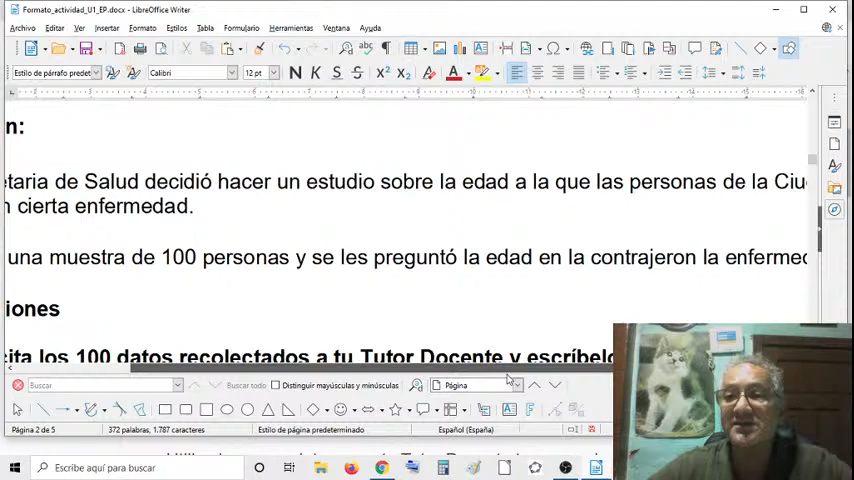 Formato_actividad_U1_EP.docx - LibreOffice Writer
Archivo Editar Ver Insertar Formato Estilos Tabla Formulario Herramientas Ventana Ayuda
Estilo de párrafo predet Calibri 12 pt N K S S X² X₂ A
n:
etaria de Salud decidió hacer un estudio sobre la edad a la que las personas de la Ciu
n cierta enfermedad.
una muestra de 100 personas y se les preguntó la edad en la contrajeron la enfermed
iones
cita los 100 datos recolectados a tu Tutor Docente y escríbelo
Buscar Buscar todo Distinguir mayúsculas y minúsculas Página
Página 2 de 5 372 palabras, 1.787 caracteres Estilo de página predeterminado Español (España)
Escribe aquí para buscar